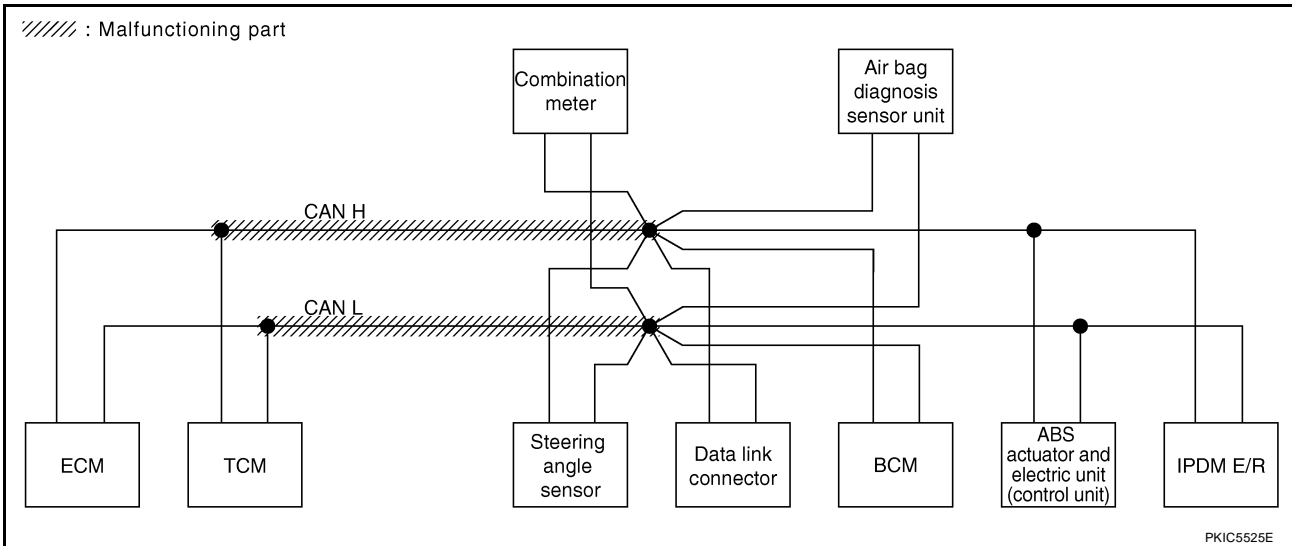 : Malfunctioning part
Combination
meter
Air bag
diagnosis
sensor unit
CAN H
CAN L
ECM
TCM
Steering
angle
sensor
Data link
connector
BCM
ABS
actuator and
electric unit
(control unit)
IPDM E/R
PKIC5525E